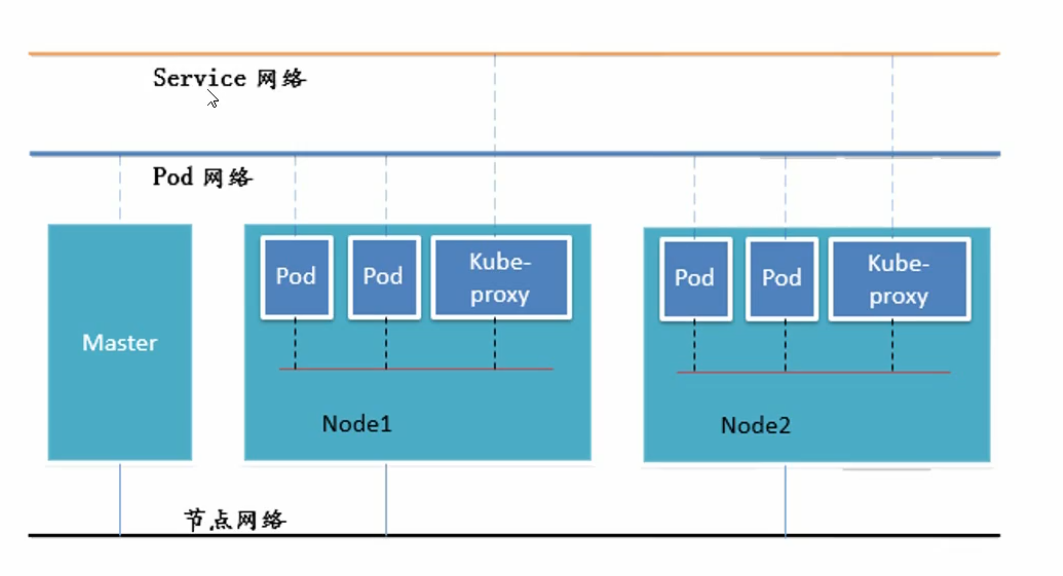 Service 网络
Pod 网络
Master
Pod
Pod
Kube-
proxy
Node1
Pod
Pod
Kube-
proxy
Node2
节点网络